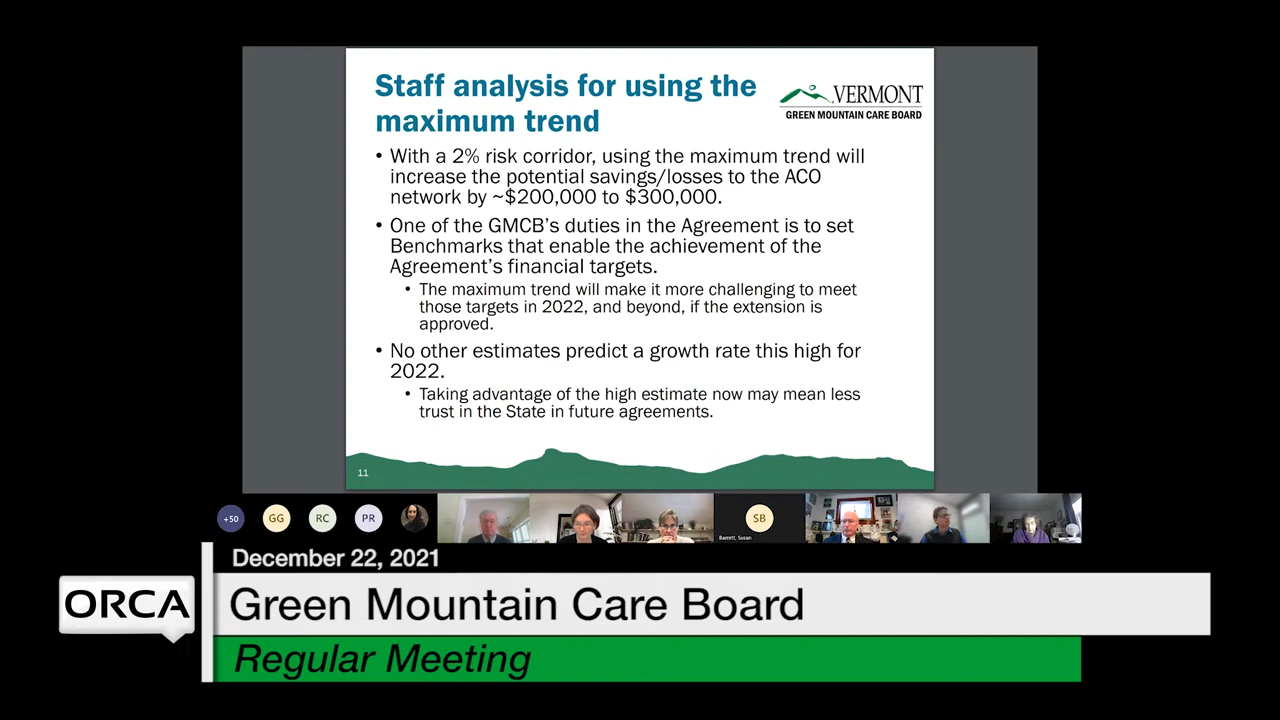 Staff analysis for using the
maximum trend
VERMONT
GREEN MOUNTAIN CARE BOARD
• With a 2% risk corridor, using the maximum trend will
increase the potential savings/losses to the ACO
network by ~$200,000 to $300,000.
• One of the GMCB's duties in the Agreement is to set
Benchmarks that enable the achievement of the
Agreement's financial targets.
• The maximum trend will make it more challenging to meet
those targets in 2022, and beyond, if the extension is
approved.
• No other estimates predict a growth rate this high for
2022.
• Taking advantage of the high estimate now may mean less
trust in the State in future agreements.
11
+50
GG
RC
PR
SB
Barrett, Susan
December 22, 2021
ORCA
Green Mountain Care Board
Regular Meeting